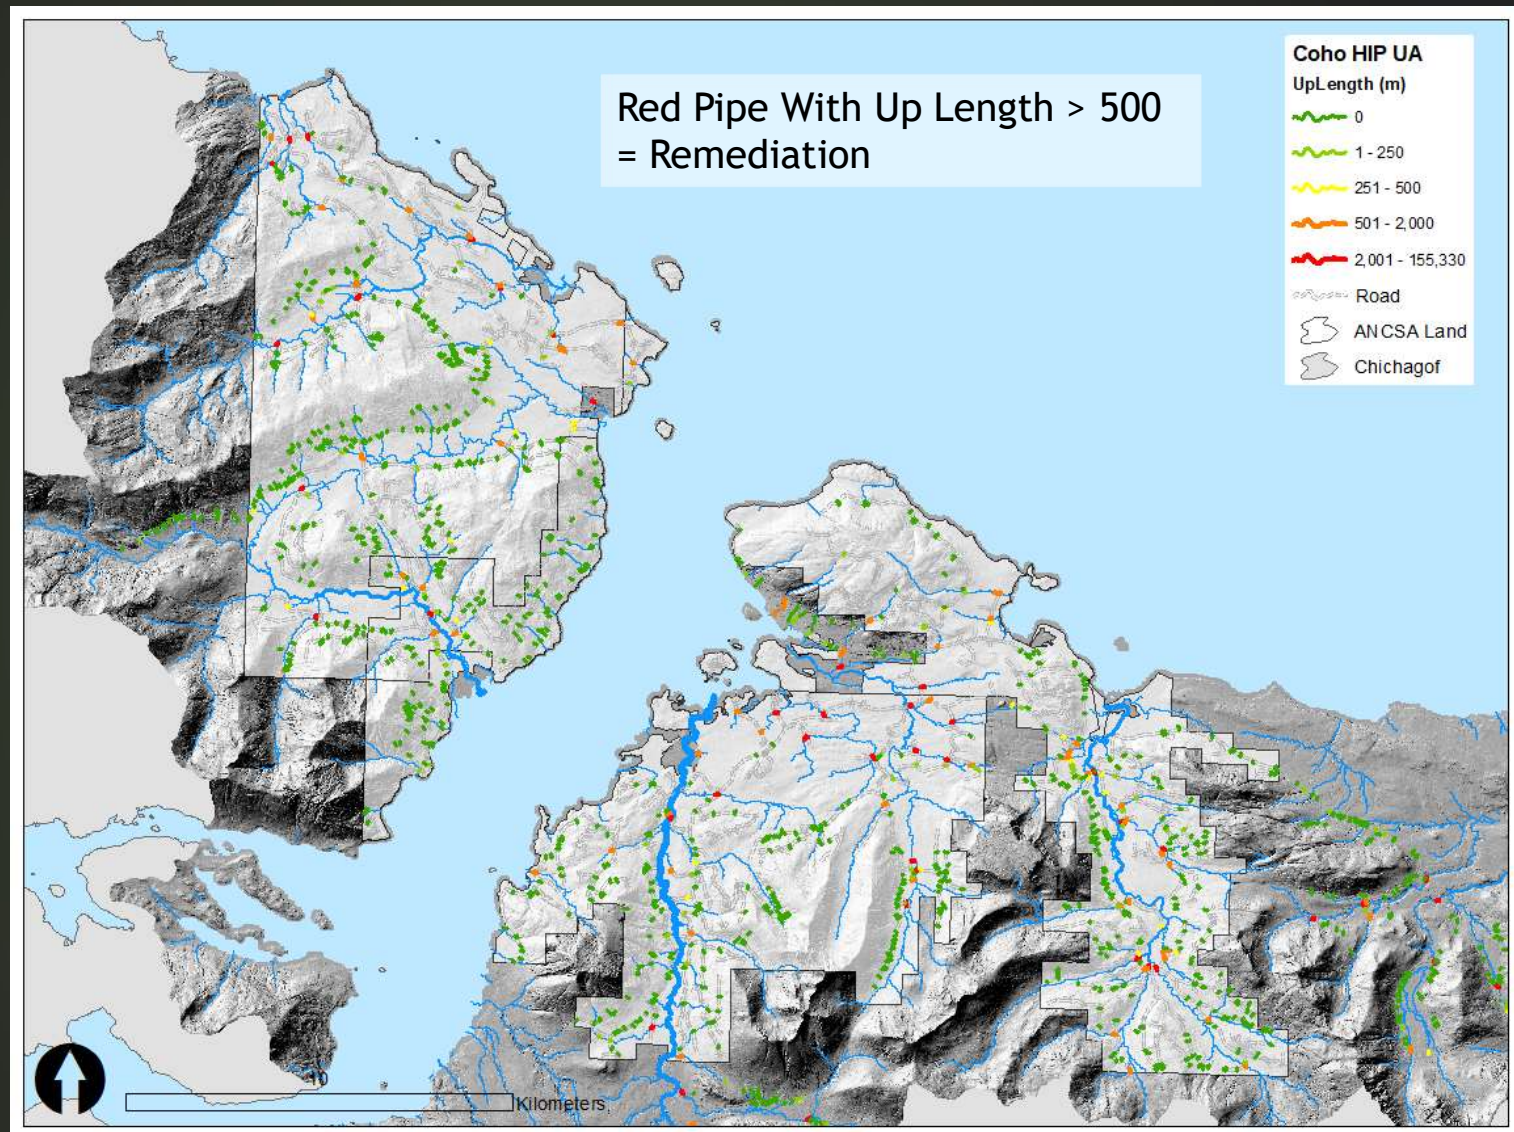 Red Pipe With Up Length > 500
= Remediation
Coho HIP UA
UpLength (m)
0
1 - 250
251 - 500
501 - 2,000
2,001 - 155,330
Road
ANCSA Land
Chichagof
10
Kilometers